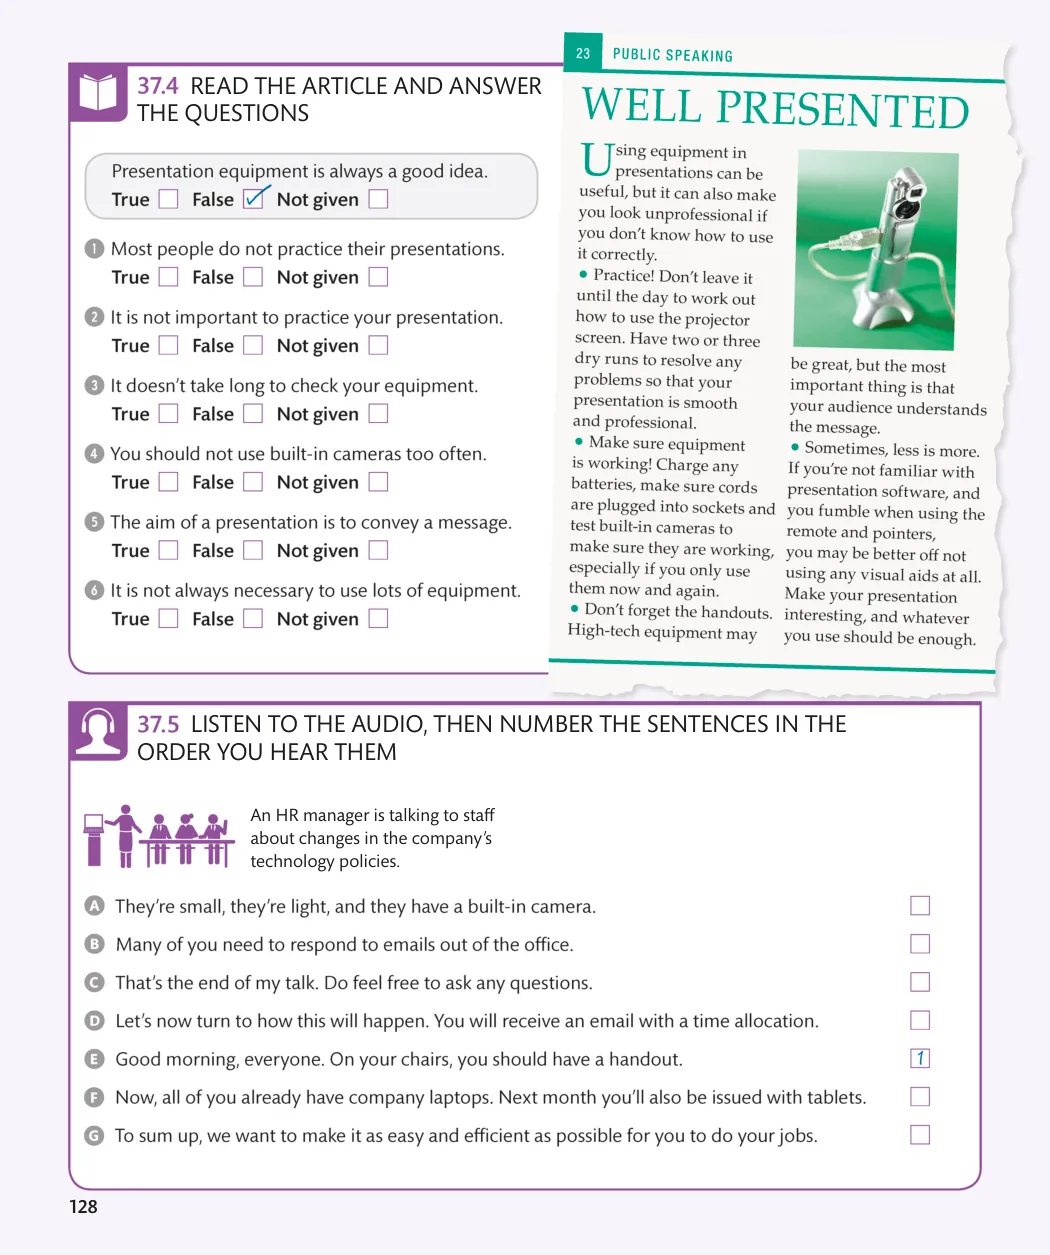 37.4 READ THE ARTICLE AND ANSWER
THE QUESTIONS
Presentation equipment is always a good idea.
True False Not given
1 Most people do not practice their presentations.
True False Not given
2 It is not important to practice your presentation.
True False Not given
3 It doesn't take long to check your equipment.
True False Not given
4 You should not use built-in cameras too often.
True False Not given
5 The aim of a presentation is to convey a message.
True False Not given
6 It is not always necessary to use lots of equipment.
True False Not given
23 PUBLIC SPEAKING
WELL PRESENTED
Using equipment in
presentations can be
useful, but it can also make
you look unprofessional if
you don't know how to use
it correctly.
• Practice! Don't leave it
until the day to work out
how to use the projector
screen. Have two or three
dry runs to resolve any
problems so that your
presentation is smooth
and professional.
• Make sure equipment
is working! Charge any
batteries, make sure cords
are plugged into sockets and
test built-in cameras to
make sure they are working,
especially if you only use
them now and again.
• Don't forget the handouts.
High-tech equipment may
be great, but the most
important thing is that
your audience understands
the message.
• Sometimes, less is more.
If you're not familiar with
presentation software, and
you fumble when using the
remote and pointers,
you may be better off not
using any visual aids at all.
Make your presentation
interesting, and whatever
you use should be enough.
37.5 LISTEN TO THE AUDIO, THEN NUMBER THE SENTENCES IN THE
ORDER YOU HEAR THEM
An HR manager is talking to staff
about changes in the company's
technology policies.
A They're small, they're light, and they have a built-in camera.
B Many of you need to respond to emails out of the office.
C That's the end of my talk. Do feel free to ask any questions.
D Let's now turn to how this will happen. You will receive an email with a time allocation.
E Good morning, everyone. On your chairs, you should have a handout. 1
F Now, all of you already have company laptops. Next month you'll also be issued with tablets.
G To sum up, we want to make it as easy and efficient as possible for you to do your jobs.
128